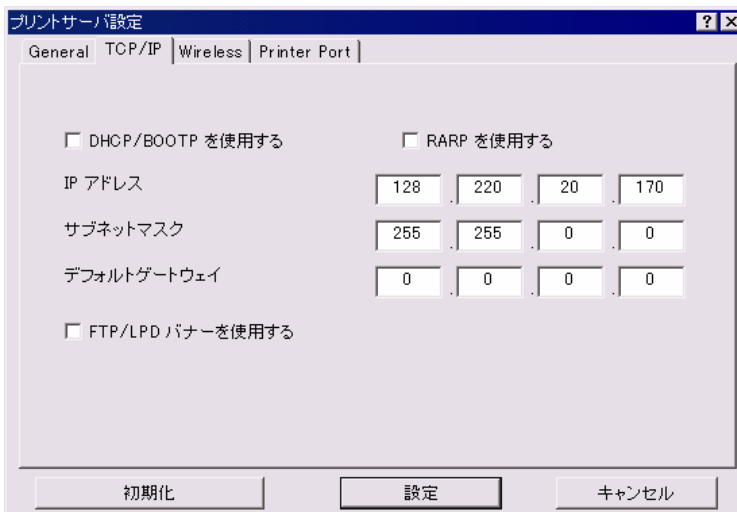 プリントサーバ設定
General TCP/IP Wireless Printer Port
DHCP/BOOTP を使用する RARP を使用する
IP アドレス 128 . 220 . 20 . 170
サブネットマスク 255 . 255 . 0 . 0
デフォルトゲートウェイ 0 . 0 . 0 . 0
FTP/LPD バナーを使用する
初期化 設定 キャンセル